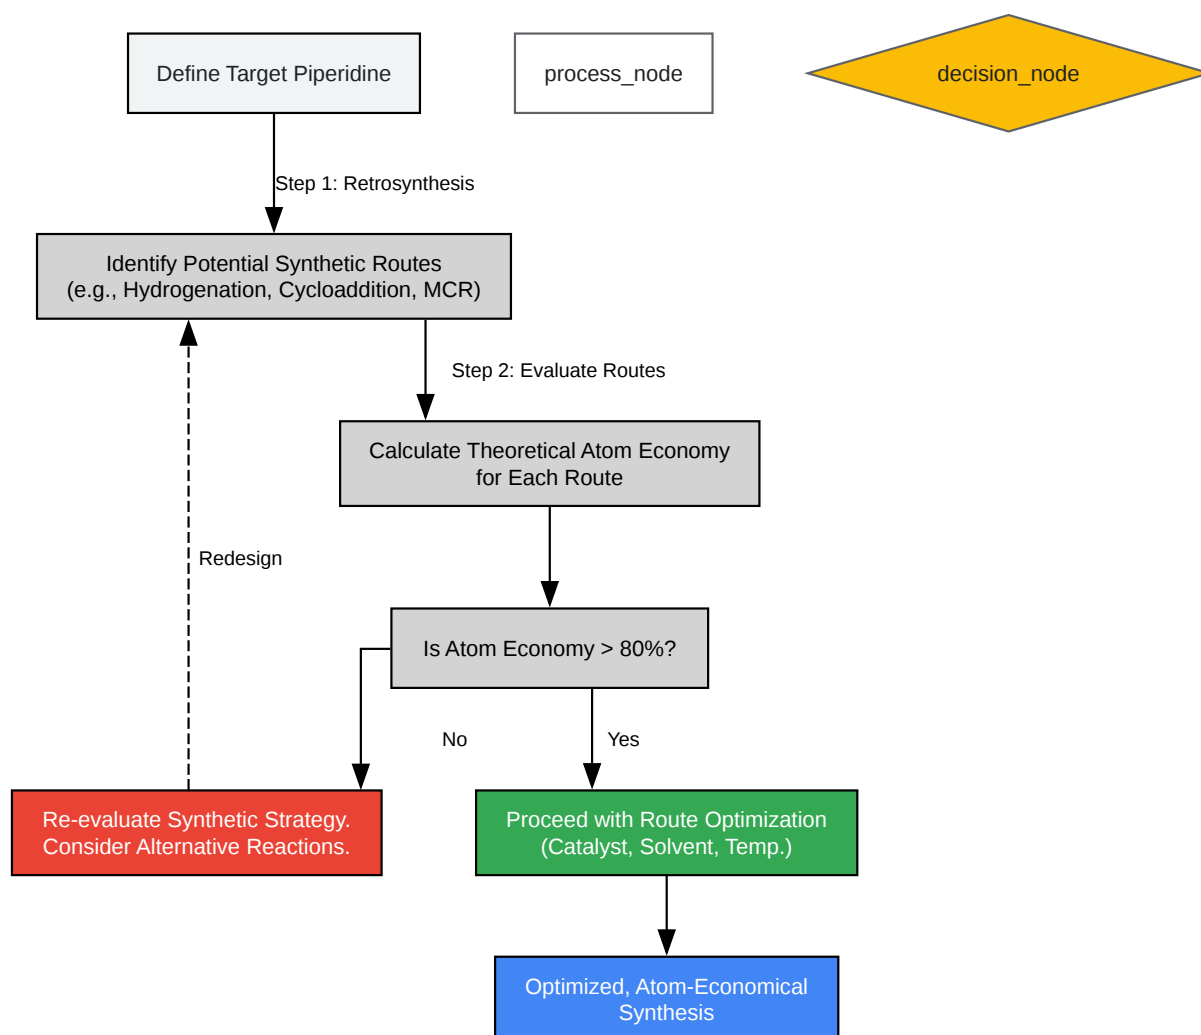 Define Target Piperidine
process_node
decision_node
Step 1: Retrosynthesis
Identify Potential Synthetic Routes
(e.g., Hydrogenation, Cycloaddition, MCR)
Step 2: Evaluate Routes
Calculate Theoretical Atom Economy
for Each Route
Redesign
Is Atom Economy > 80%?
No
Yes
Re-evaluate Synthetic Strategy.
Consider Alternative Reactions.
Proceed with Route Optimization
(Catalyst, Solvent, Temp.)
Optimized, Atom-Economical
Synthesis